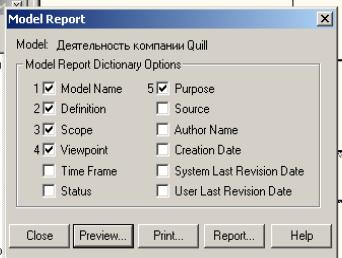 Model Report
Model: Деятельность компании Quill
Model Report Dictionary Options
1 Model Name 5 Purpose
2 Definition Source
3 Scope Author Name
4 Viewpoint Creation Date
Time Frame System Last Revision Date
Status User Last Revision Date
Close Preview... Print... Report... Help